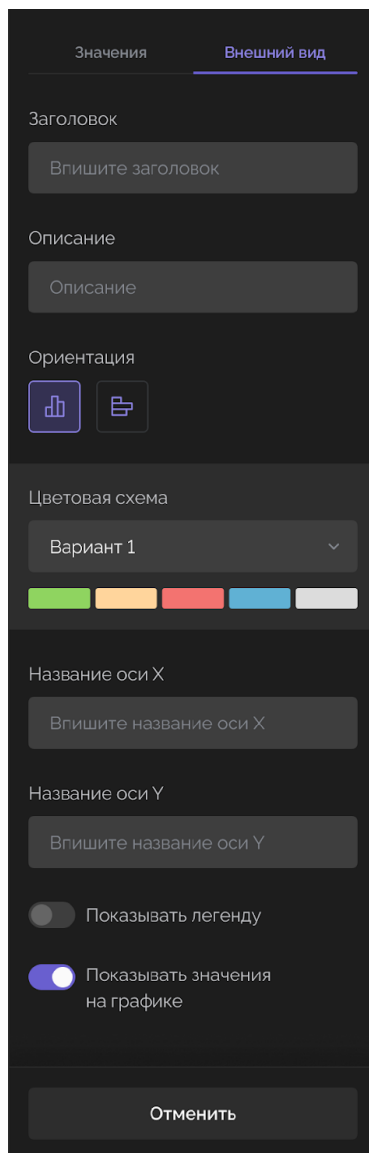 Значения Внешний вид
Заголовок
Впишите заголовок
Описание
Описание
Ориентация
Цветовая схема
Вариант 1
Название оси X
Впишите название оси X
Название оси Y
Впишите название оси Y
Показывать легенду
Показывать значения
на графике
Отменить